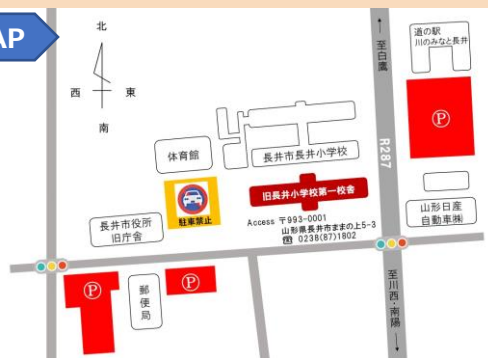 AP
北
西 東
南
至白鷹
道の駅
川のみなと長井
Ⓟ
R287
体育館
長井市長井小学校
駐車禁止
旧長井小学校第一校舎
Access 〒993-0001
山形県長井市ままの上5-3
☎ 0238(87)1802
山形日産
自動車㈱
長井市役所
旧庁舎
Ⓟ
郵便局
Ⓟ
至川西・南陽